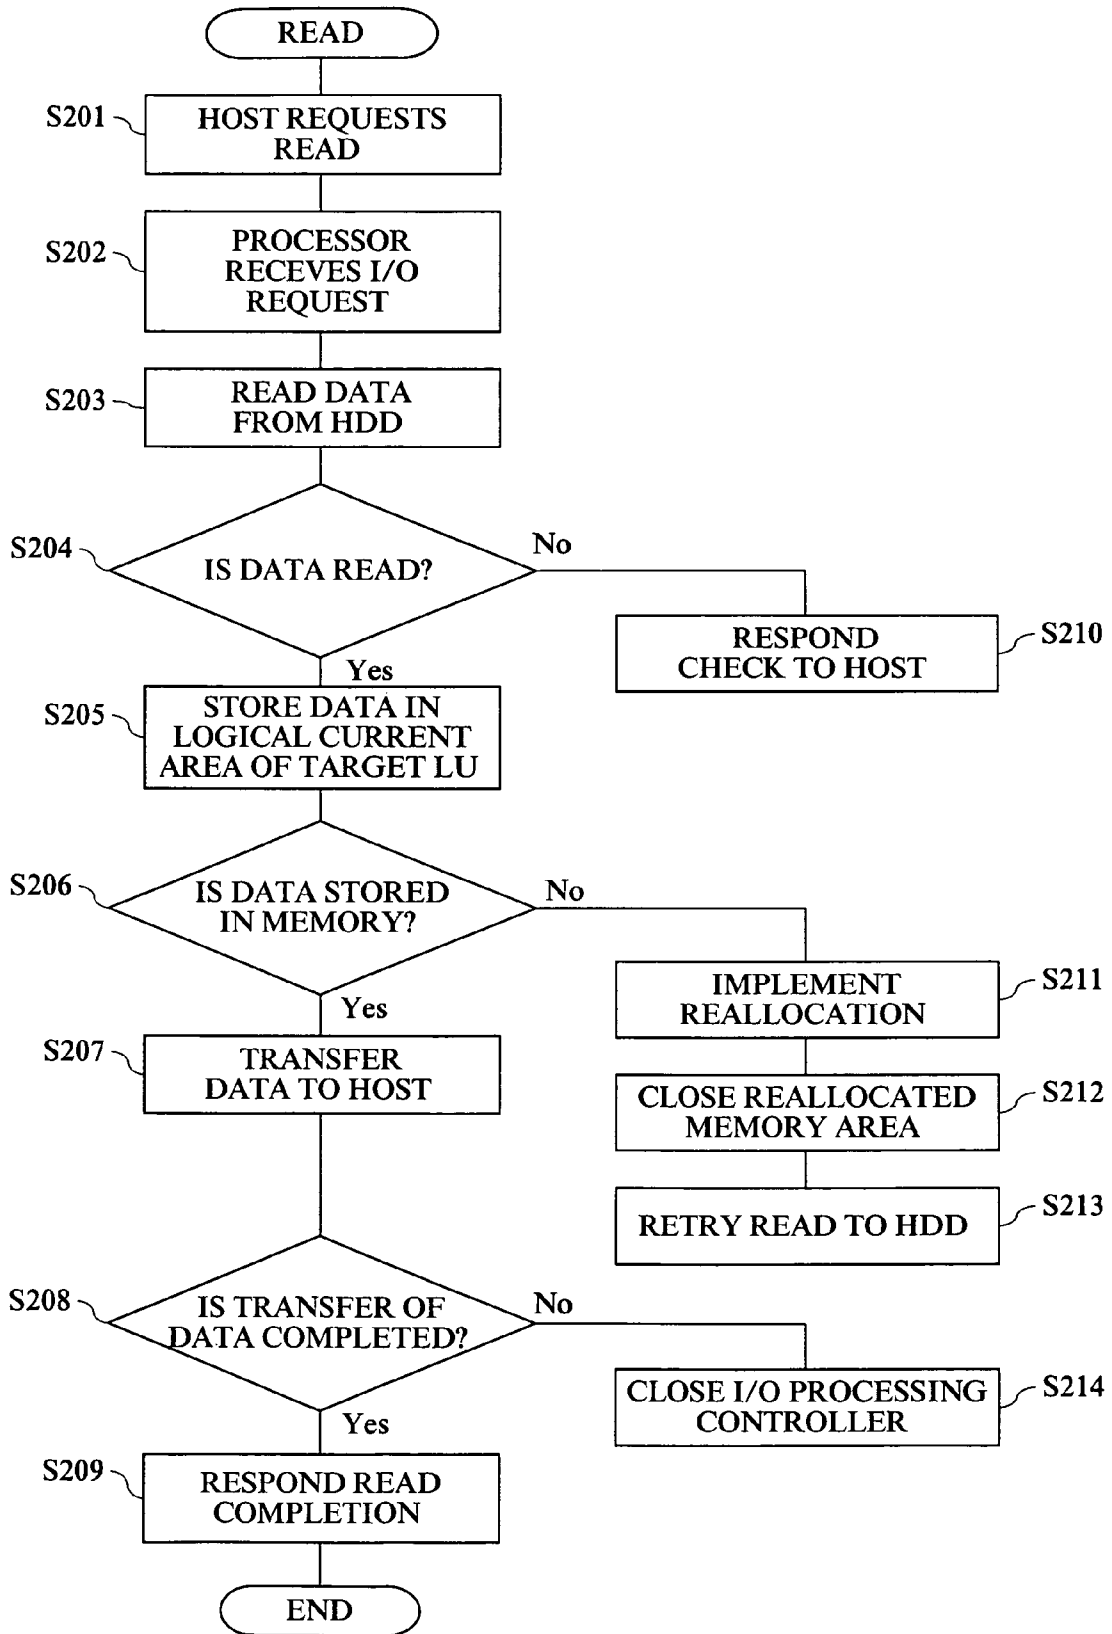 READ
S201
HOST REQUESTS
READ
S202
PROCESSOR
RECEVES I/O
REQUEST
S203
READ DATA
FROM HDD
S204
IS DATA READ?
No
Yes
RESPOND
CHECK TO HOST
S210
S205
STORE DATA IN
LOGICAL CURRENT
AREA OF TARGET LU
S206
IS DATA STORED
IN MEMORY?
No
Yes
IMPLEMENT
REALLOCATION
S211
S207
TRANSFER
DATA TO HOST
CLOSE REALLOCATED
MEMORY AREA
S212
RETRY READ TO HDD
S213
S208
IS TRANSFER OF
DATA COMPLETED?
No
Yes
CLOSE I/O PROCESSING
CONTROLLER
S214
S209
RESPOND READ
COMPLETION
END